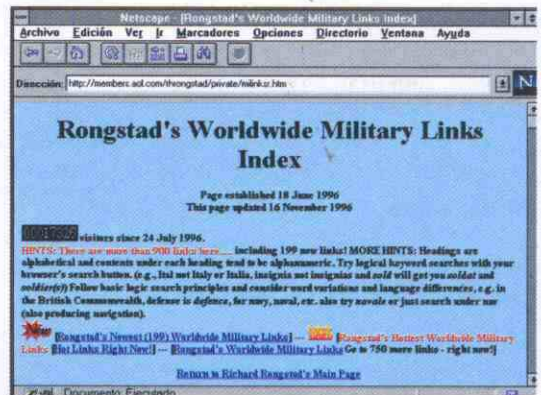 Netscape - [Rongstad's Worldwide Military Links Index]
Archivo Edición Ver Ir Marcadores Opciones Directorio Ventana Ayuda
Dirección: http://members.aol.com/rhrongstad/private/milinksr.htm
Rongstad's Worldwide Military Links
Index
Page established 18 June 1996
This page updated 16 November 1996
visitors since 24 July 1996.
HINTS: There are more than 900 links here.... including 199 new links! MORE HINTS: Headings are
alphabetical and contents under each heading tend to be alphanumeric. Try logical keyword searches with your
browser's search button. (e.g., Ital not Italy or Italia, insignia not insignias and sold will get you soldat and
soldier(s)) Follow basic logic search principles and consider word variations and language differences, e.g. in
the British Commonwealth, defense is defence, for navy, naval, etc. also try navale or just search under nav
(also producing navigation).
New [Rongstad's Newest (199) Worldwide Military Links] --- [Rongstad's Hottest Worldwide Military
Links [Hot Links Right Now!] --- [Rongstad's Worldwide Military Links Go to 750 more links - right now!]
Return to Richard Rongstad's Main Page
Documento: Ejecutado